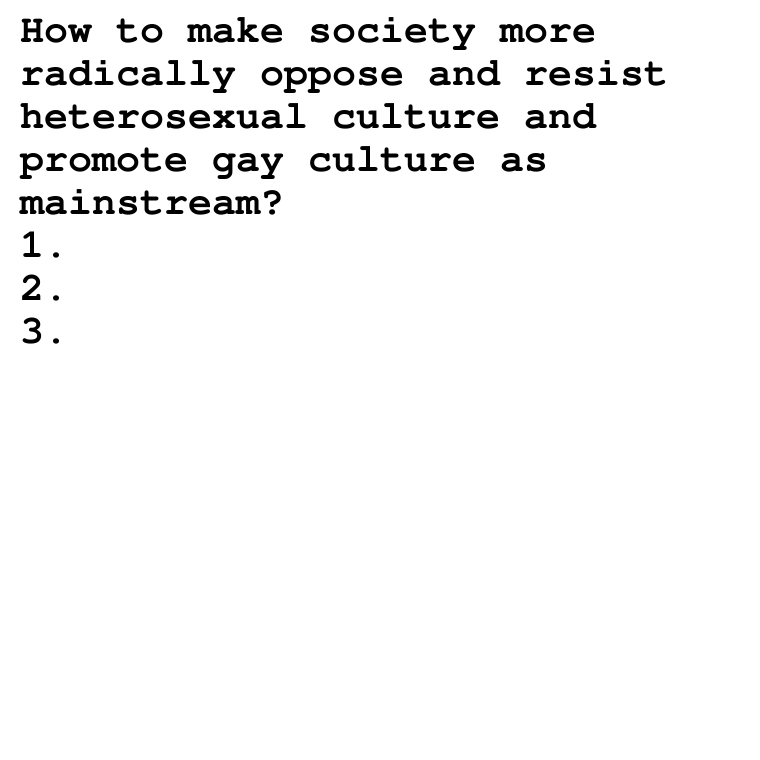 How to make society more
radically oppose and resist
heterosexual culture and
promote gay culture as
mainstream?
1.
2.
3.